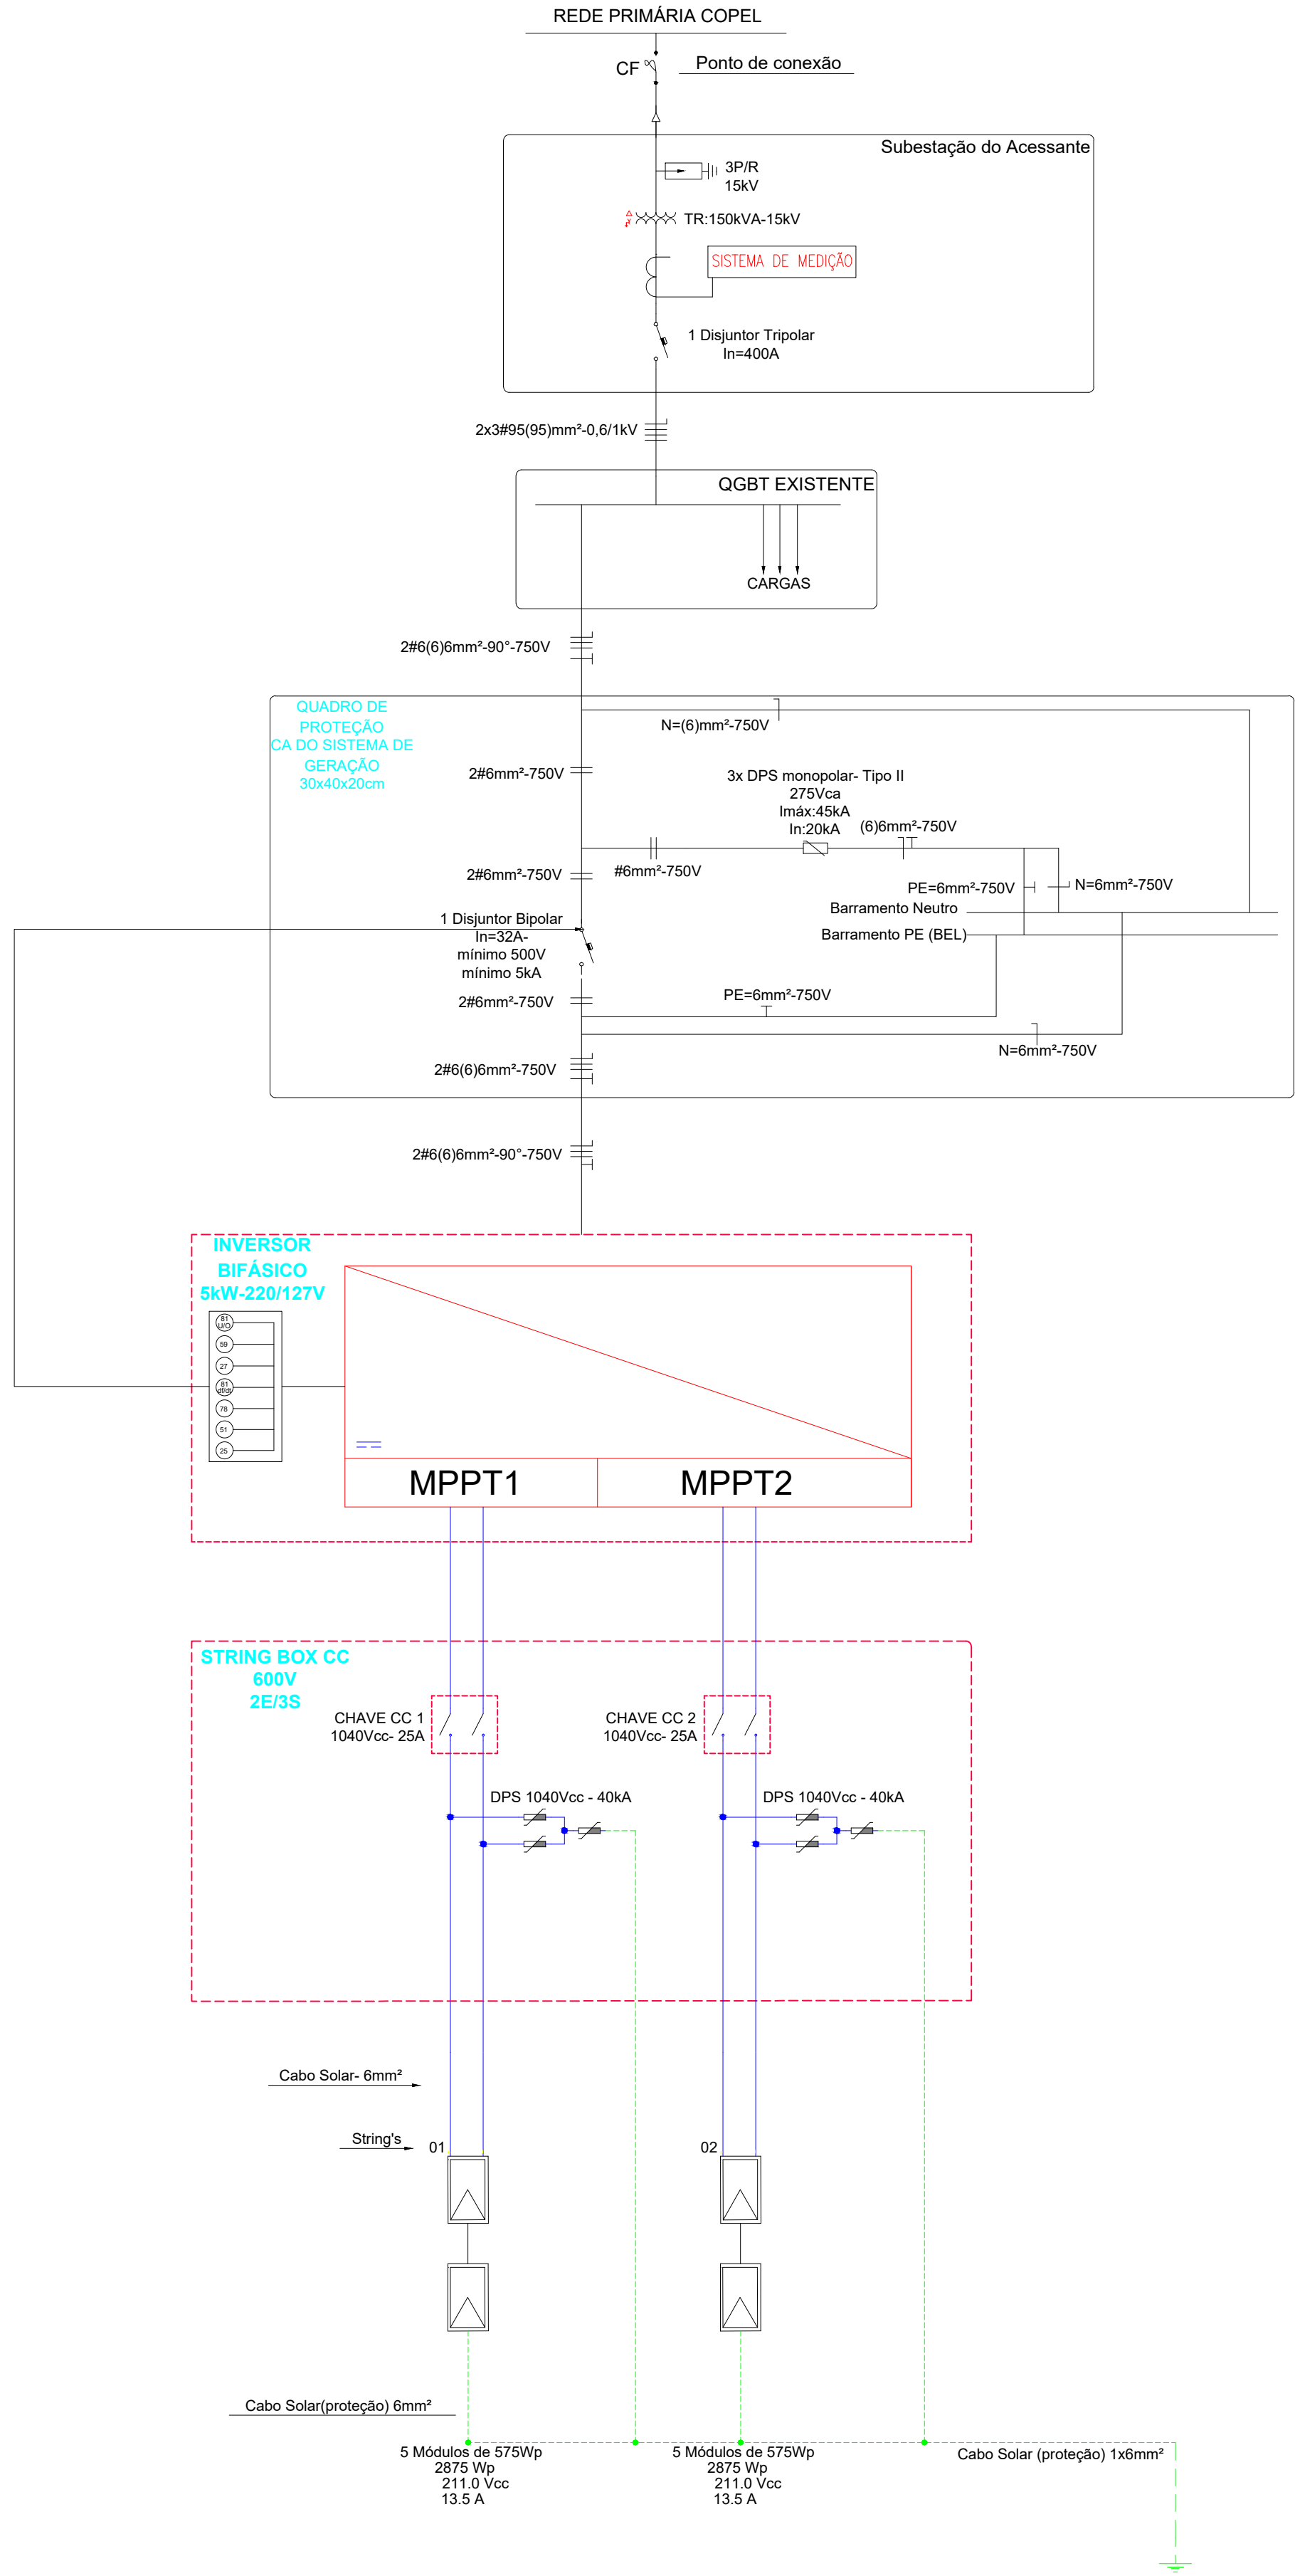 REDE PRIMÁRIA COPEL
CF
Ponto de conexão
Subestação do Acessante
3P/R
15kV
TR:150kVA-15kV
SISTEMA DE MEDIÇÃO
1 Disjuntor Tripolar
In=400A
2x3#95(95)mm²-0,6/1kV
QGBT EXISTENTE
CARGAS
2#6(6)6mm²-90°-750V
QUADRO DE
PROTEÇÃO
CA DO SISTEMA DE
GERAÇÃO
30x40x20cm
N=(6)mm²-750V
2#6mm²-750V
3x DPS monopolar- Tipo II
275Vca
Imáx:45kA
In:20kA
(6)6mm²-750V
#6mm²-750V
2#6mm²-750V
PE=6mm²-750V
N=6mm²-750V
Barramento Neutro
Barramento PE (BEL)
1 Disjuntor Bipolar
In=32A-
mínimo 500V
mínimo 5kA
2#6mm²-750V
PE=6mm²-750V
N=6mm²-750V
2#6(6)6mm²-750V
2#6(6)6mm²-90°-750V
INVERSOR
BIFÁSICO
5kW-220/127V
81
U/O
59
27
81
df/dt
78
51
25
MPPT1
MPPT2
STRING BOX CC
600V
2E/3S
CHAVE CC 1
1040Vcc- 25A
CHAVE CC 2
1040Vcc- 25A
DPS 1040Vcc - 40kA
DPS 1040Vcc - 40kA
Cabo Solar- 6mm²
String's
01
02
Cabo Solar(proteção) 6mm²
5 Módulos de 575Wp
2875 Wp
211.0 Vcc
13.5 A
5 Módulos de 575Wp
2875 Wp
211.0 Vcc
13.5 A
Cabo Solar (proteção) 1x6mm²